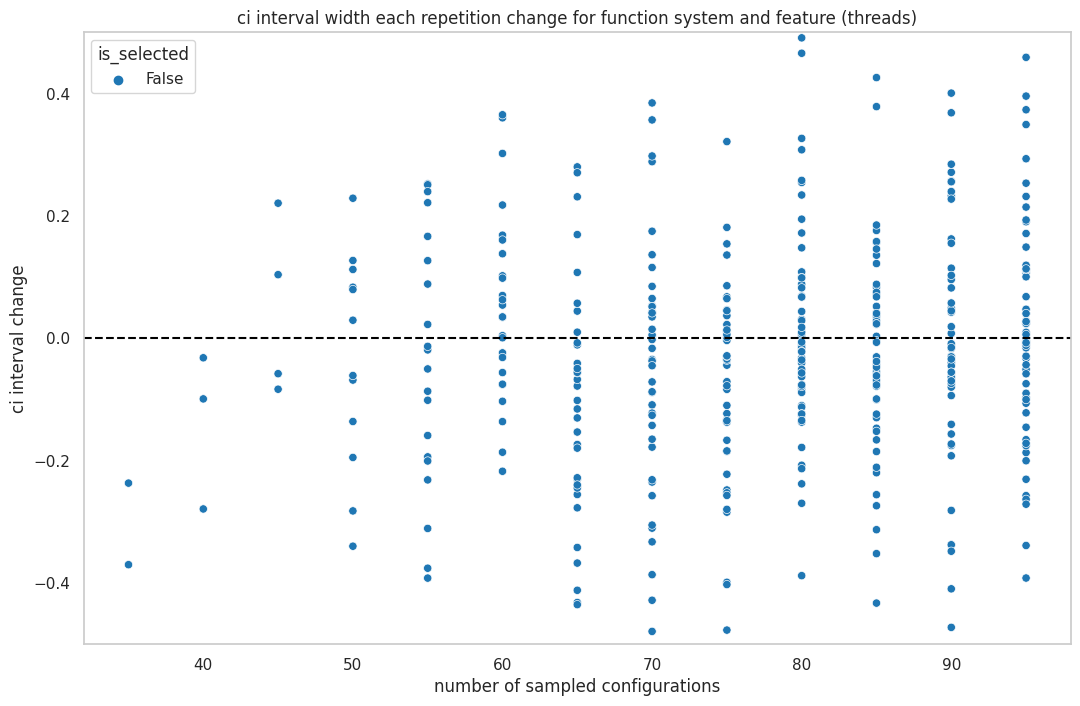 ci interval width each repetition change for function system and feature (threads)
is_selected
False
ci interval change
0.4
0.2
0.0
−0.2
−0.4
40
50
60
70
80
90
number of sampled configurations